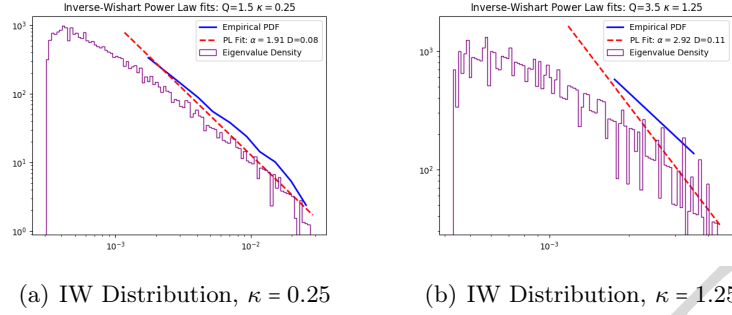 Inverse-Wishart Power Law fits: Q=1.5 κ = 0.25
Empirical PDF
PL Fit: α = 1.91 D=0.08
Eigenvalue Density
10³
10²
10¹
10⁰
10⁻³
10⁻²
(a) IW Distribution, κ = 0.25
Inverse-Wishart Power Law fits: Q=3.5 κ = 1.25
Empirical PDF
PL Fit: α = 2.92 D=0.11
Eigenvalue Density
10³
10²
10⁻³
(b) IW Distribution, κ = 1.25